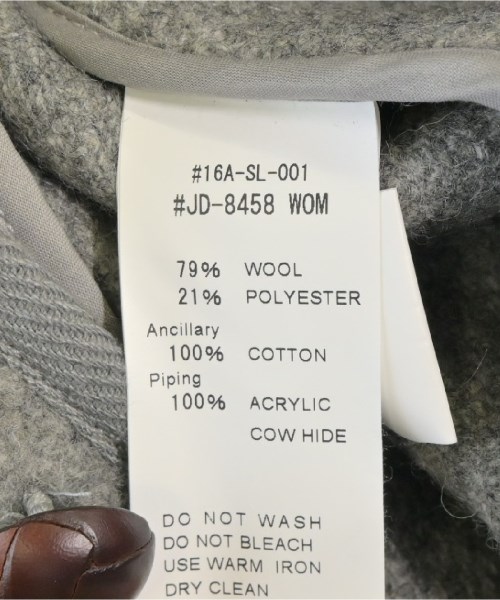 #16A-SL-001
#JD-8458 WOM
79% WOOL
21% POLYESTER
Ancillary
100% COTTON
Piping
100% ACRYLIC
COW HIDE
DO NOT WASH
DO NOT BLEACH
USE WARM IRON
DRY CLEAN